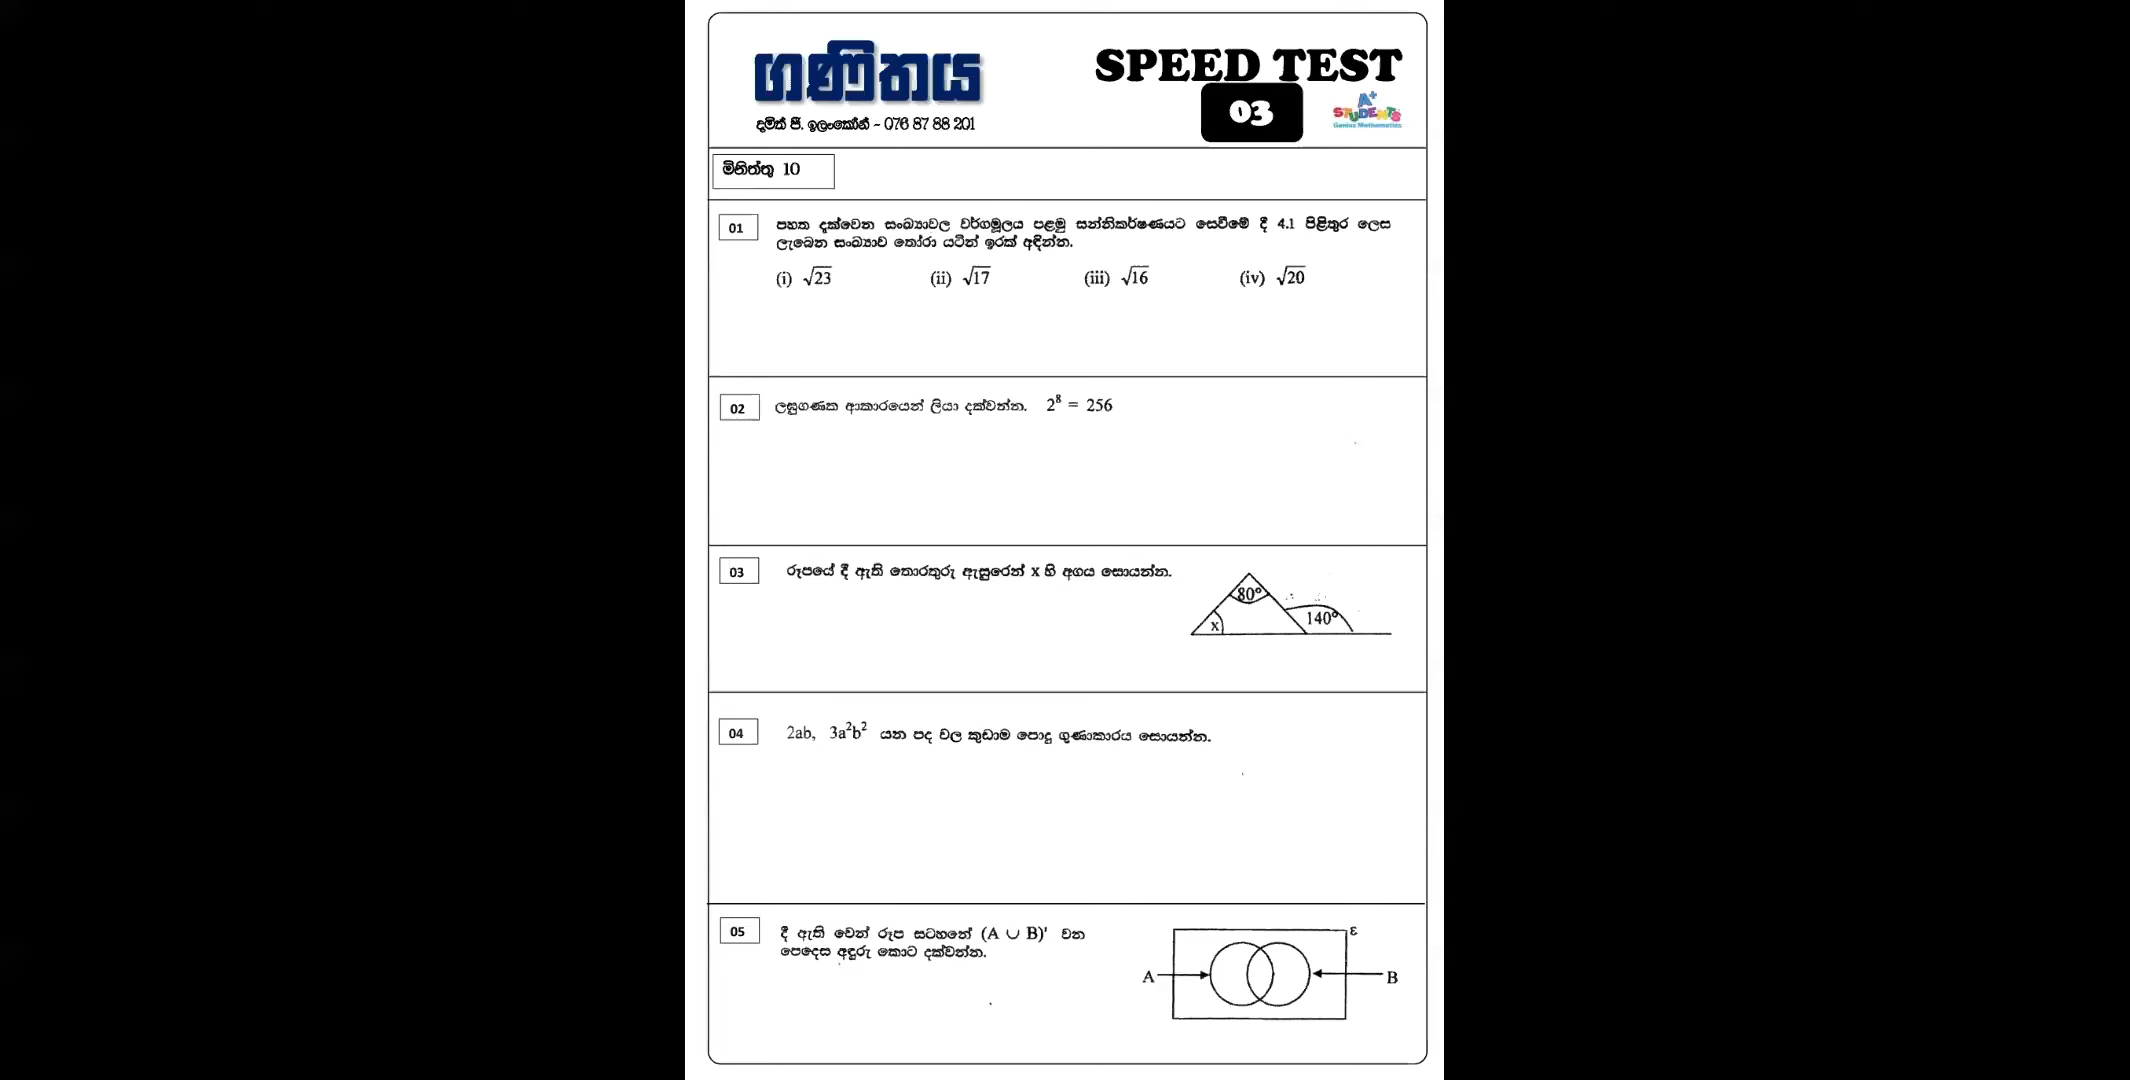 ගණිතය
දමිත් ජී. ඉලංකෝන් - 076 87 88 201
SPEED TEST
03
A+
STUDENTS
Genius Mathematics
මිනිත්තු 10
01 පහත දැක්වෙන සංඛ්‍යාවල වර්ගමූලය පළමු සන්නිකර්ෂණයට සෙවීමේ දී 4.1 පිළිතුර ලෙස
ලැබෙන සංඛ්‍යාව තෝරා යටින් ඉරක් අඳින්න.
(i) √23 (ii) √17 (iii) √16 (iv) √20
02 ලඝුගණක ආකාරයෙන් ලියා දක්වන්න. 2⁸ = 256
03 රූපයේ දී ඇති තොරතුරු ඇසුරෙන් x හි අගය සොයන්න.
80°
x
140°
04 2ab, 3a²b² යන පද වල කුඩාම පොදු ගුණාකාරය සොයන්න.
05 දී ඇති වෙන් රූප සටහනේ (A ∪ B)' වන
පෙදෙස අඳුරු කොට දක්වන්න.
ε
A
B